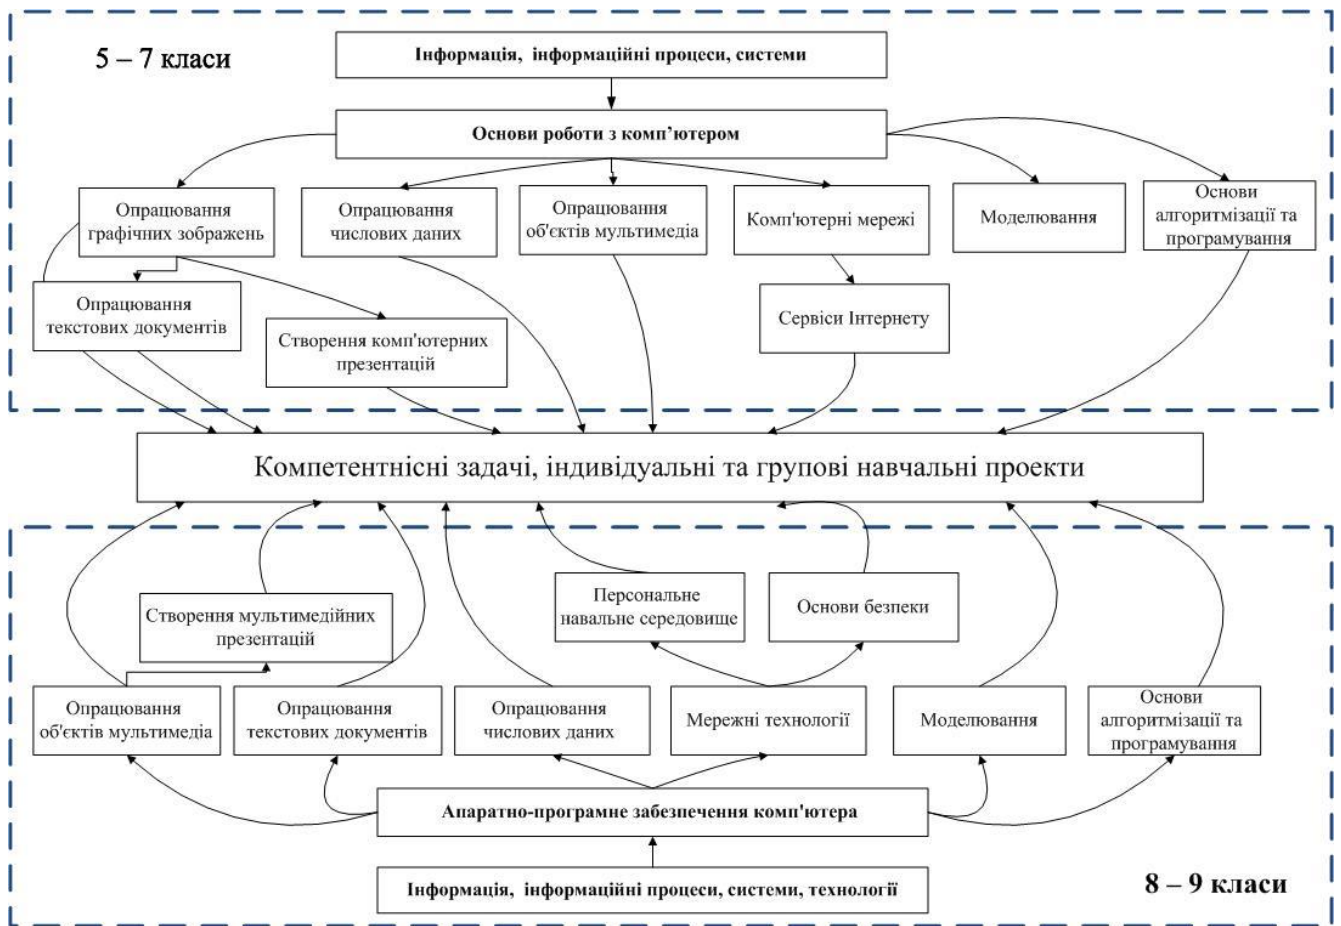 5 – 7 класи
Інформація, інформаційні процеси, системи
Основи роботи з комп’ютером
Опрацювання
графічних зображень
Опрацювання
числових даних
Опрацювання
об'єктів мультимедіа
Комп'ютерні мережі
Моделювання
Основи
алгоритмізації та
програмування
Опрацювання
текстових документів
Створення комп'ютерних
презентацій
Сервіси Інтернету
Компетентнісні задачі, індивідуальні та групові навчальні проекти
Створення мультимедійних
презентацій
Персональне
навальне середовище
Основи безпеки
Опрацювання
об'єктів мультимедіа
Опрацювання
текстових документів
Опрацювання
числових даних
Мережні технології
Моделювання
Основи
алгоритмізації та
програмування
Апаратно-програмне забезпечення комп'ютера
Інформація, інформаційні процеси, системи, технології
8 – 9 класи